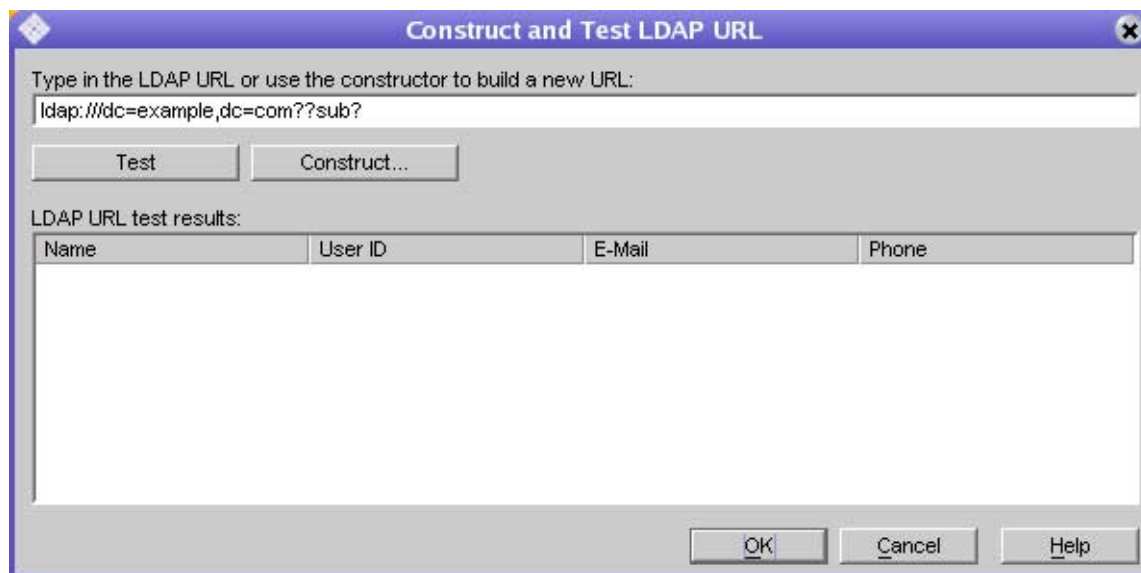 Construct and Test LDAP URL
Type in the LDAP URL or use the constructor to build a new URL:
ldap:///dc=example,dc=com??sub?
Test Construct...
LDAP URL test results:
Name User ID E-Mail Phone
OK Cancel Help